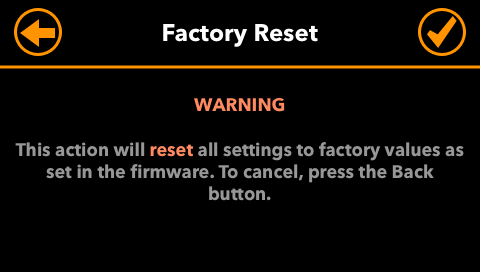 Factory Reset
WARNING
This action will reset all settings to factory values as
set in the firmware. To cancel, press the Back
button.